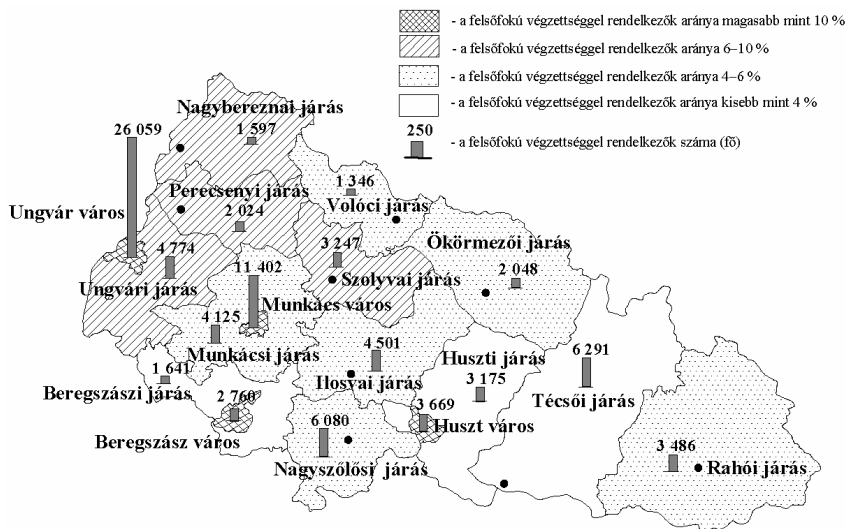 - a felsőfokú végzettséggel rendelkezők aránya magasabb mint 10 %
- a felsőfokú végzettséggel rendelkezők aránya 6–10 %
- a felsőfokú végzettséggel rendelkezők aránya 4–6 %
- a felsőfokú végzettséggel rendelkezők aránya kisebb mint 4 %
250
- a felsőfokú végzettséggel rendelkezők száma (fő)
Nagybereznai járás
26 059
1 597
Perecsenyi járás
1 346
Volóci járás
Ungvár város
2 024
Ökörmezői járás
4 774
3 247
2 048
Ungvári járás
11 402
Szolyvai járás
Munkács város
4 125
Munkácsi járás
4 501
Huszti járás
6 291
1 641
Ilosvai járás
3 175
Beregszászi járás
Técsői járás
2 760
3 669
Beregszász város
6 080
Huszt város
3 486
Nagyszőlősi járás
Rahói járás